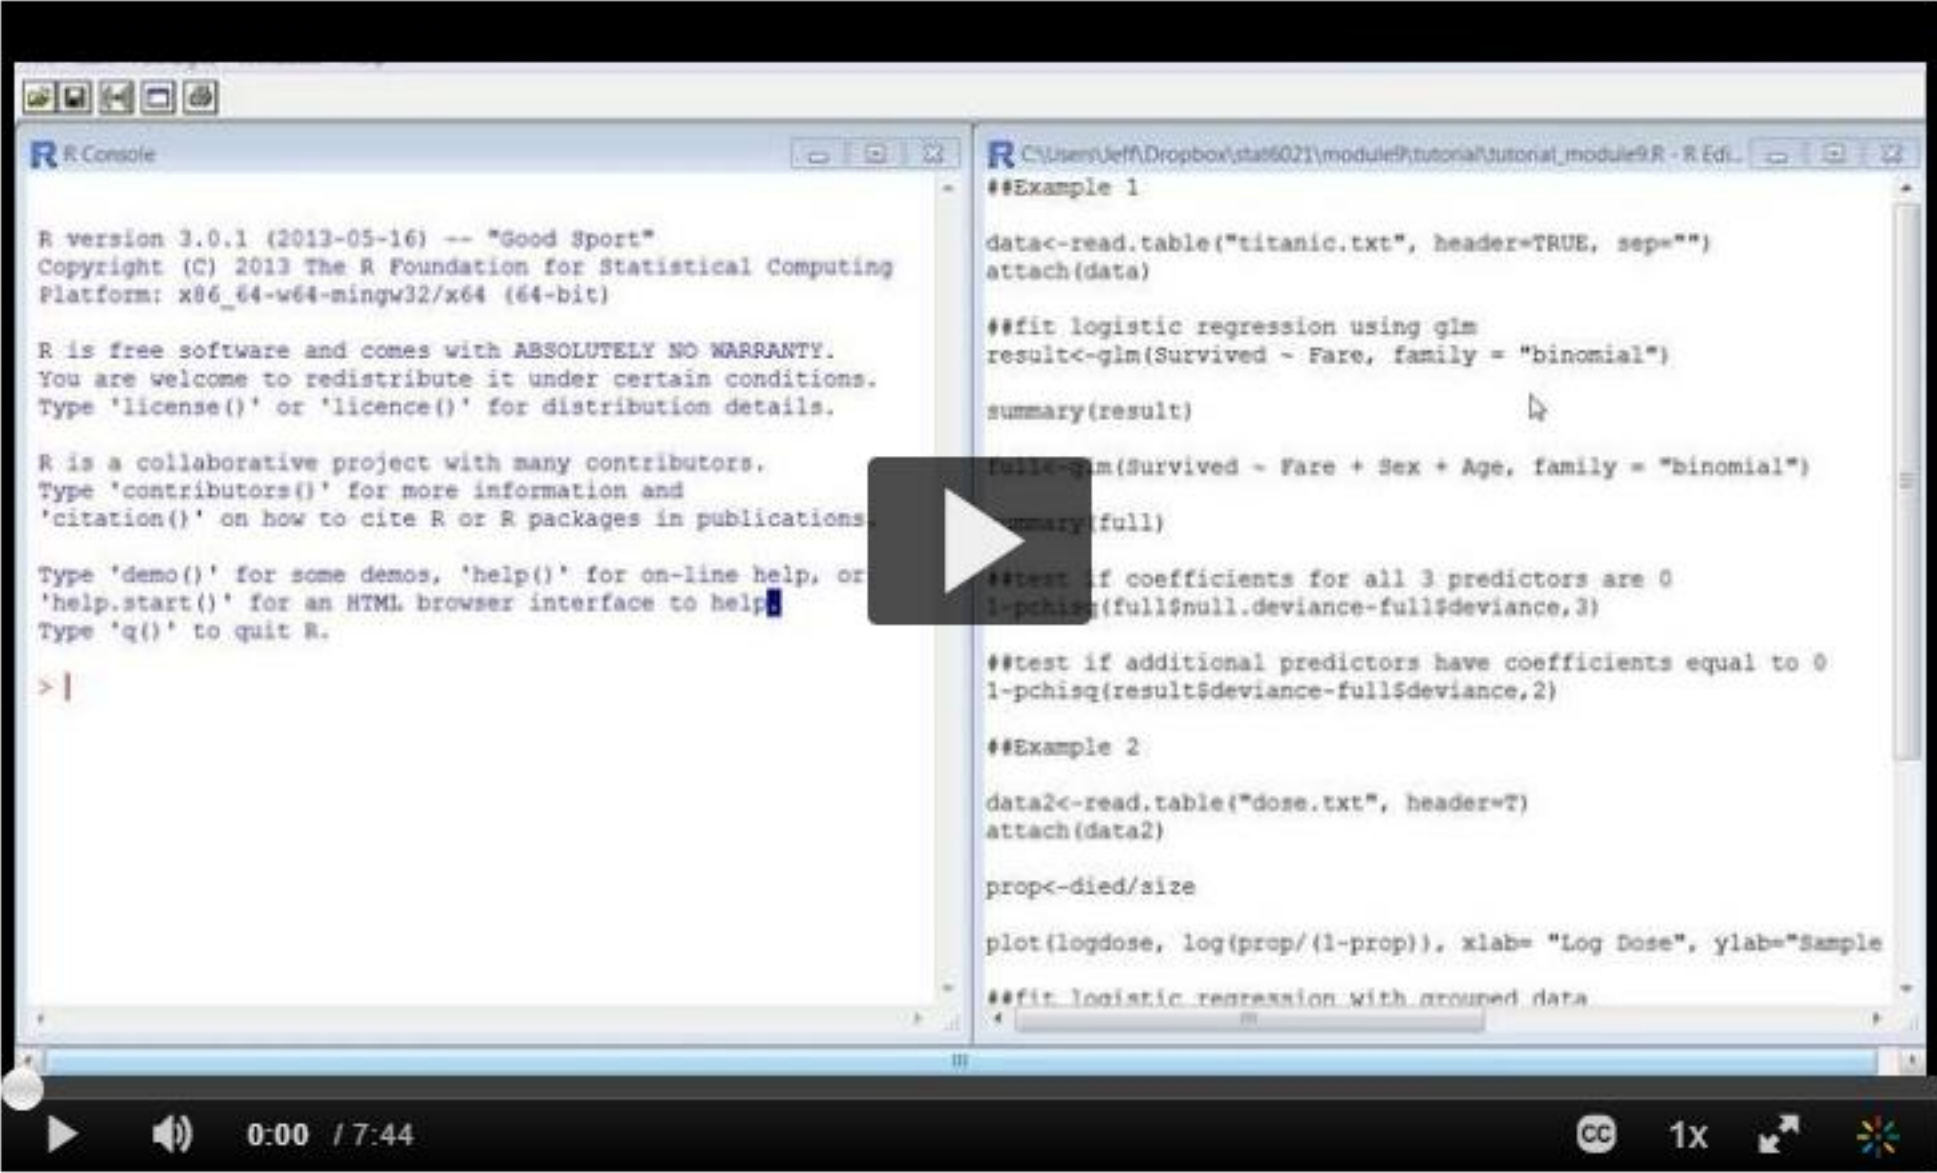 R Console
R version 3.0.1 (2013-05-16) -- "Good Sport"
Copyright (C) 2013 The R Foundation for Statistical Computing
Platform: x86_64-w64-mingw32/x64 (64-bit)
R is free software and comes with ABSOLUTELY NO WARRANTY.
You are welcome to redistribute it under certain conditions.
Type 'license()' or 'licence()' for distribution details.
R is a collaborative project with many contributors.
Type 'contributors()' for more information and
'citation()' on how to cite R or R packages in publications.
Type 'demo()' for some demos, 'help()' for on-line help, or
'help.start()' for an HTML browser interface to help.
Type 'q()' to quit R.
>
C:\Users\Jeff\Dropbox\stat6021\module9\tutorial\tutorial_module9.R - R Edi...
##Example 1
data<-read.table("titanic.txt", header=TRUE, sep="")
attach(data)
##fit logistic regression using glm
result<-glm(Survived ~ Fare, family = "binomial")
summary(result)
full<-glm(Survived ~ Fare + Sex + Age, family = "binomial")
summary(full)
##test if coefficients for all 3 predictors are 0
1-pchisq(full$null.deviance-full$deviance,3)
##test if additional predictors have coefficients equal to 0
1-pchisq(result$deviance-full$deviance,2)
##Example 2
data2<-read.table("dose.txt", header=T)
attach(data2)
prop<-died/size
plot(logdose, log(prop/(1-prop)), xlab= "Log Dose", ylab="Sample
##fit logistic regression with grouped data
0:00 / 7:44
CC 1x